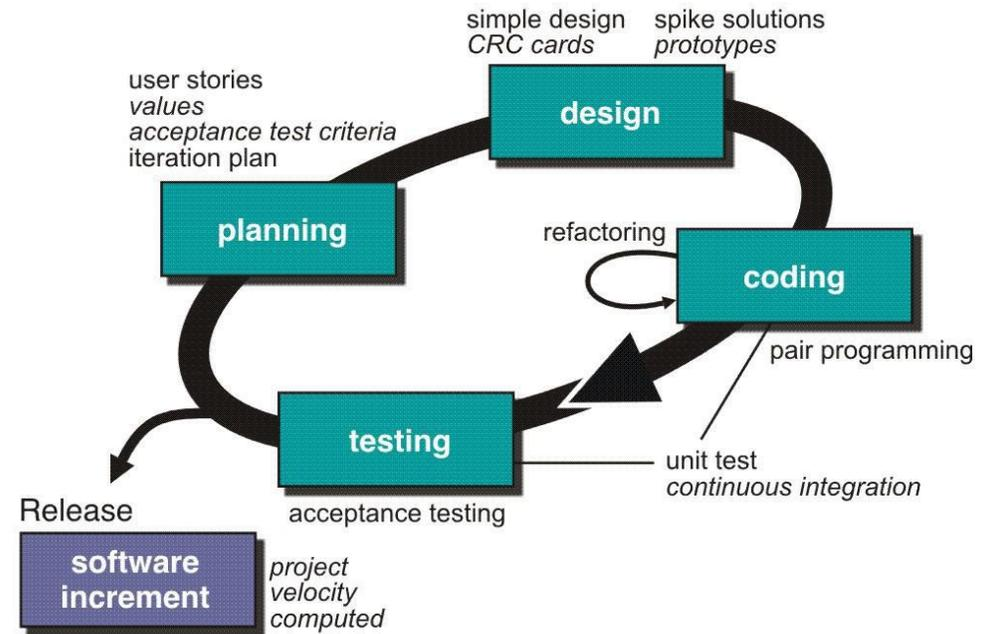 simple design
CRC cards
spike solutions
prototypes
user stories
values
acceptance test criteria
iteration plan
design
planning
refactoring
coding
pair programming
testing
unit test
continuous integration
acceptance testing
Release
software
increment
project
velocity
computed